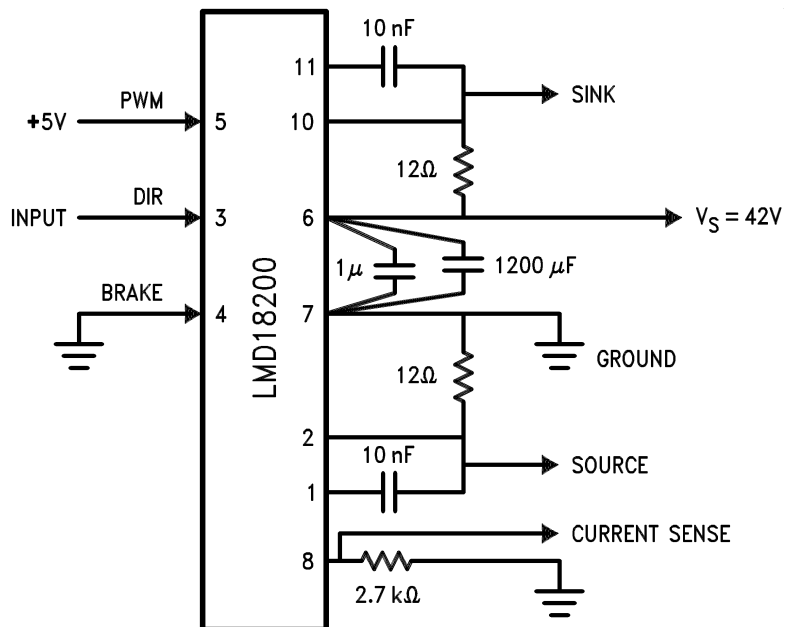 10 nF
11
SINK
PWM
+5V
5
10
12Ω
DIR
INPUT
3
6
V_S = 42V
1μ
1200 μF
BRAKE
4
7
LMD18200
GROUND
12Ω
2
10 nF
SOURCE
1
CURRENT SENSE
8
2.7 kΩ